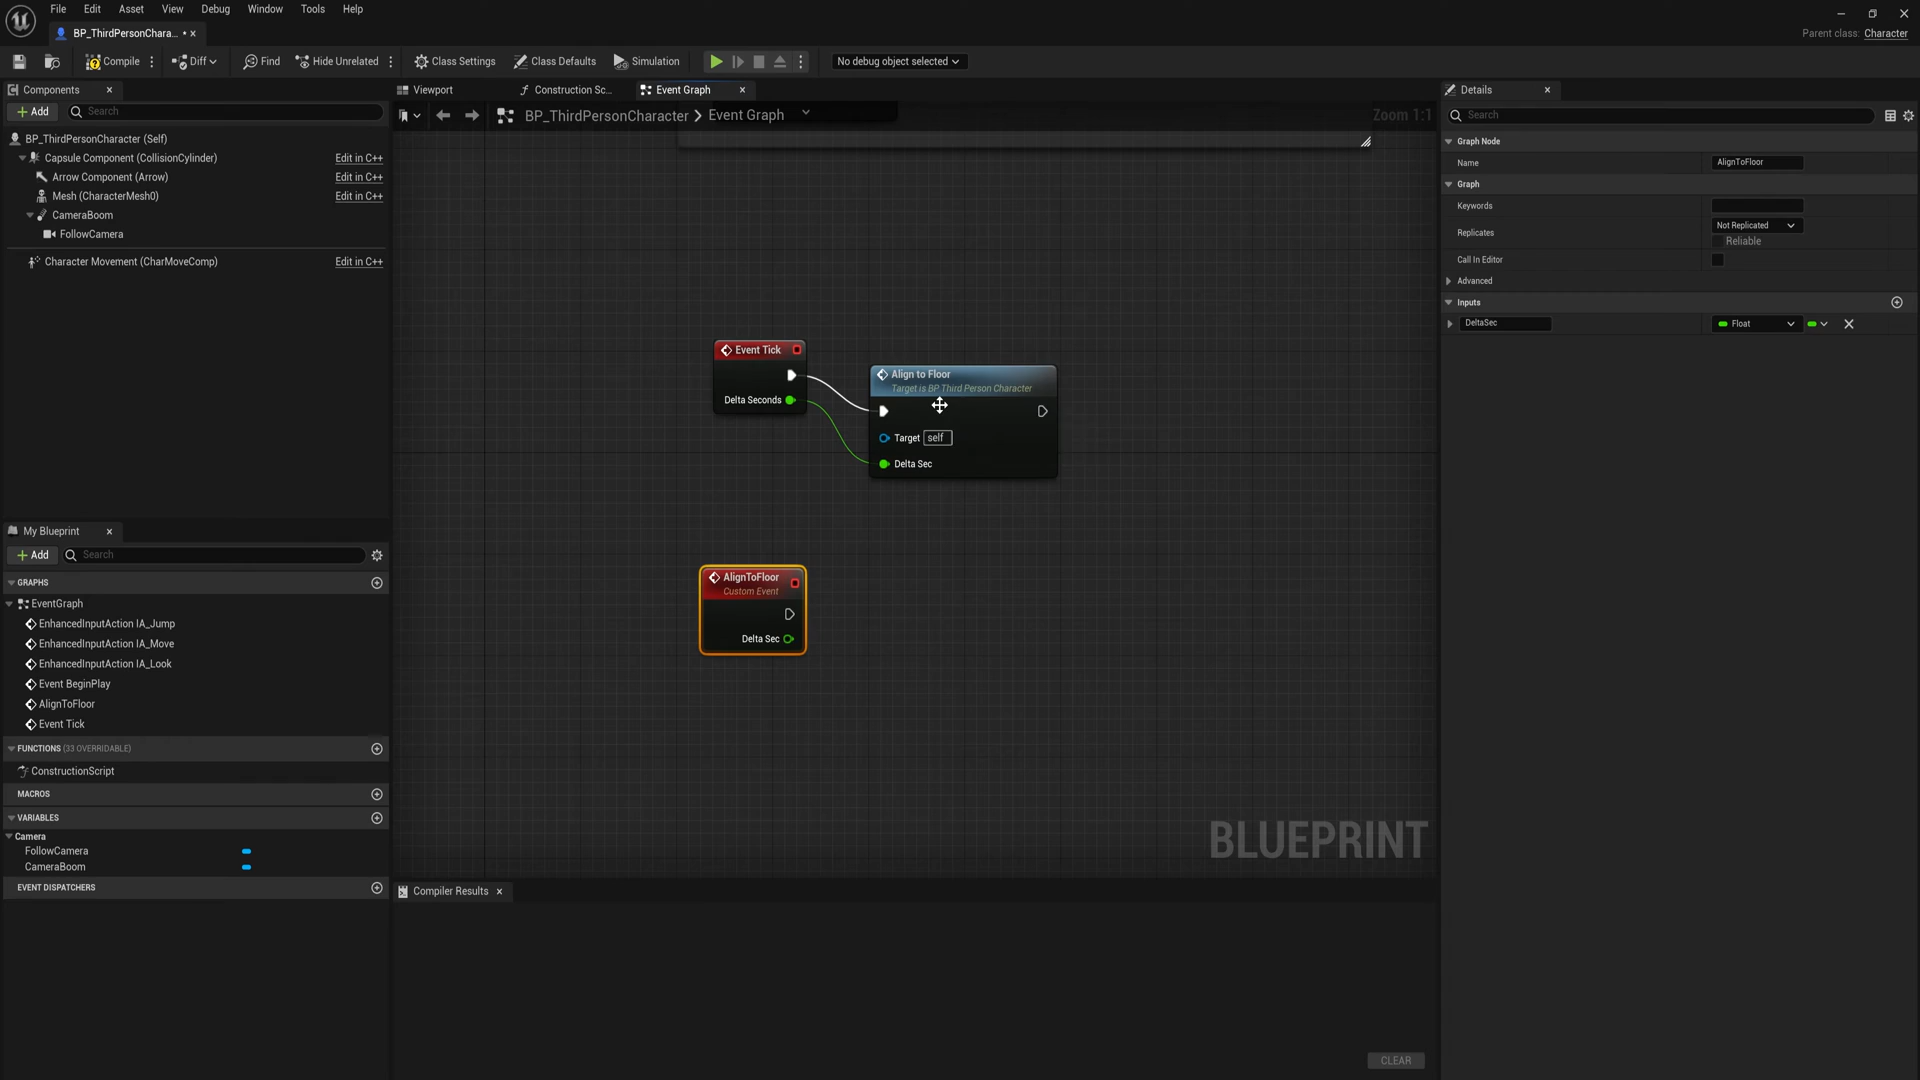 File Edit Asset View Debug Window Tools Help
BP_ThirdPersonChara... •
Parent class: Character
Compile Diff Find Hide Unrelated Class Settings Class Defaults Simulation No debug object selected
Components
Viewport Construction Sc... Event Graph
Details
Add Search
BP_ThirdPersonCharacter > Event Graph
Zoom 1:1
Search
BP_ThirdPersonCharacter (Self)
Capsule Component (CollisionCylinder) Edit in C++
Arrow Component (Arrow) Edit in C++
Mesh (CharacterMesh0) Edit in C++
CameraBoom
FollowCamera
Character Movement (CharMoveComp) Edit in C++
Graph Node
Name AlignToFloor
Graph
Keywords
Replicates Not Replicated
Reliable
Call In Editor
Advanced
Inputs
DeltaSec Float
Event Tick
Delta Seconds
Align to Floor
Target is BP Third Person Character
Target self
Delta Sec
AlignToFloor
Custom Event
Delta Sec
BLUEPRINT
My Blueprint
Add Search
GRAPHS
EventGraph
EnhancedInputAction IA_Jump
EnhancedInputAction IA_Move
EnhancedInputAction IA_Look
Event BeginPlay
AlignToFloor
Event Tick
FUNCTIONS (33 OVERRIDABLE)
ConstructionScript
MACROS
VARIABLES
Camera
FollowCamera
CameraBoom
EVENT DISPATCHERS
Compiler Results
CLEAR